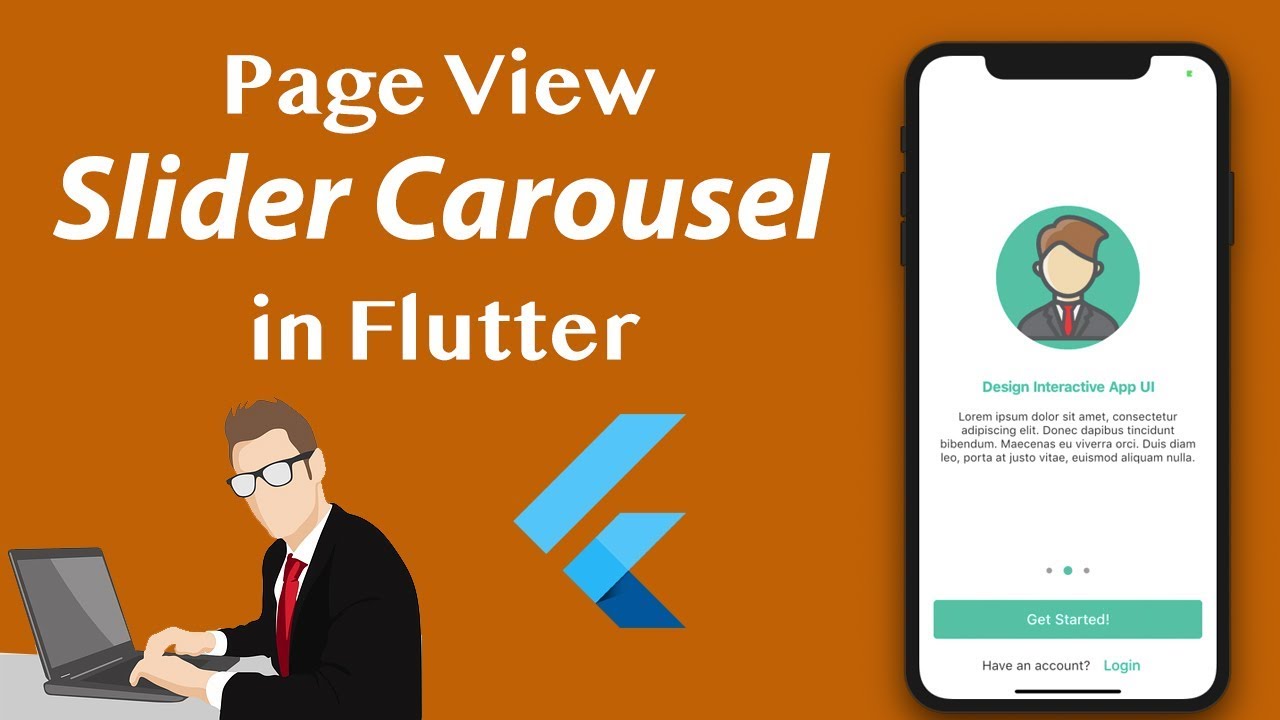 Page View
Slider Carousel
in Flutter
Design Interactive App UI
Lorem ipsum dolor sit amet, consectetur
adipiscing elit. Donec dapibus tincidunt
bibendum. Maecenas eu viverra orci. Duis diam
leo, porta at justo vitae, euismod aliquam nulla.
Get Started!
Have an account? Login